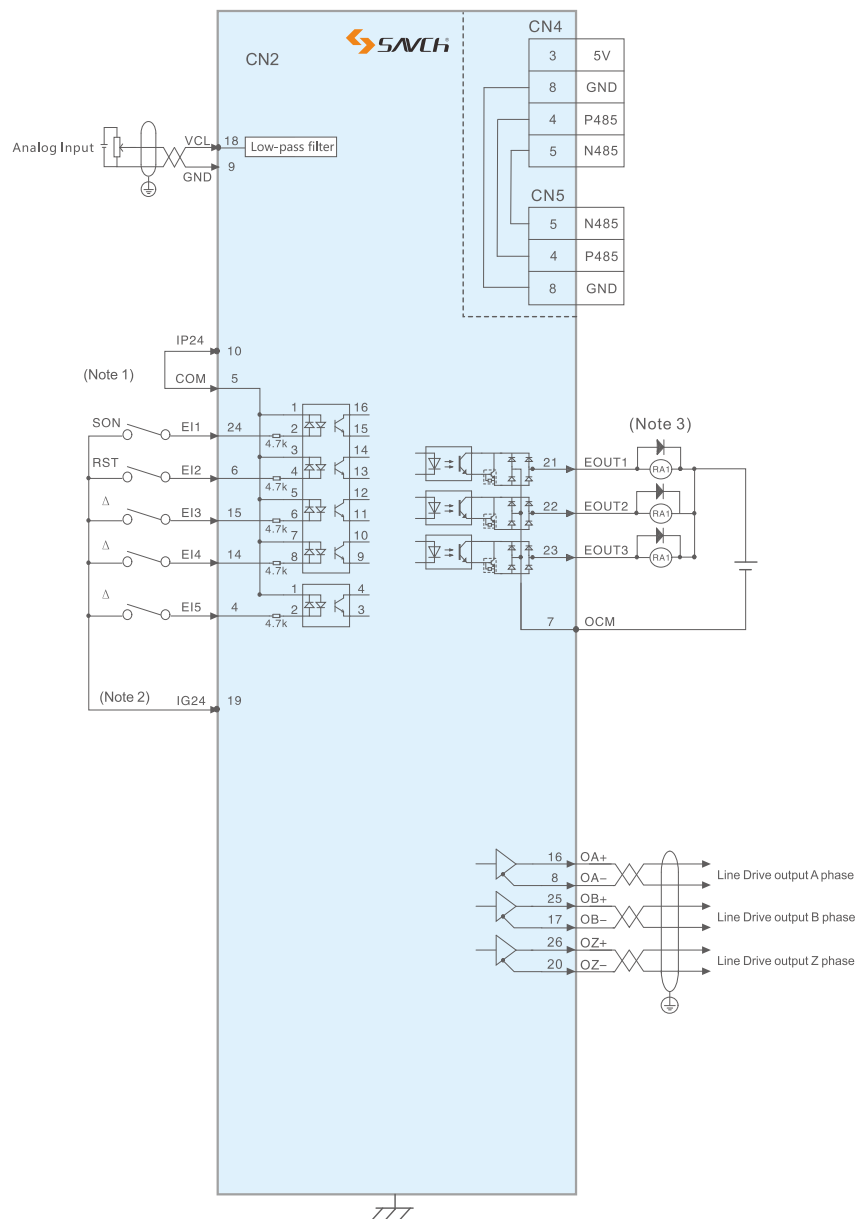 CN2
SAVCh
CN4
3 5V
8 GND
4 P485
5 N485
CN5
5 N485
4 P485
8 GND
Analog Input
VCL 18 Low-pass filter
GND 9
IP24 10
(Note 1)
COM 5
SON EI1 24 4.7k 1 2 16 15
RST EI2 6 4.7k 3 4 14 13
Δ EI3 15 4.7k 5 6 12 11
Δ EI4 14 4.7k 7 8 10 9
Δ EI5 4 4.7k 1 2 4 3
(Note 2) IG24 19
(Note 3)
21 EOUT1 RA1
22 EOUT2 RA1
23 EOUT3 RA1
7 OCM
16 OA+
8 OA−
Line Drive output A phase
25 OB+
17 OB−
Line Drive output B phase
26 OZ+
20 OZ−
Line Drive output Z phase